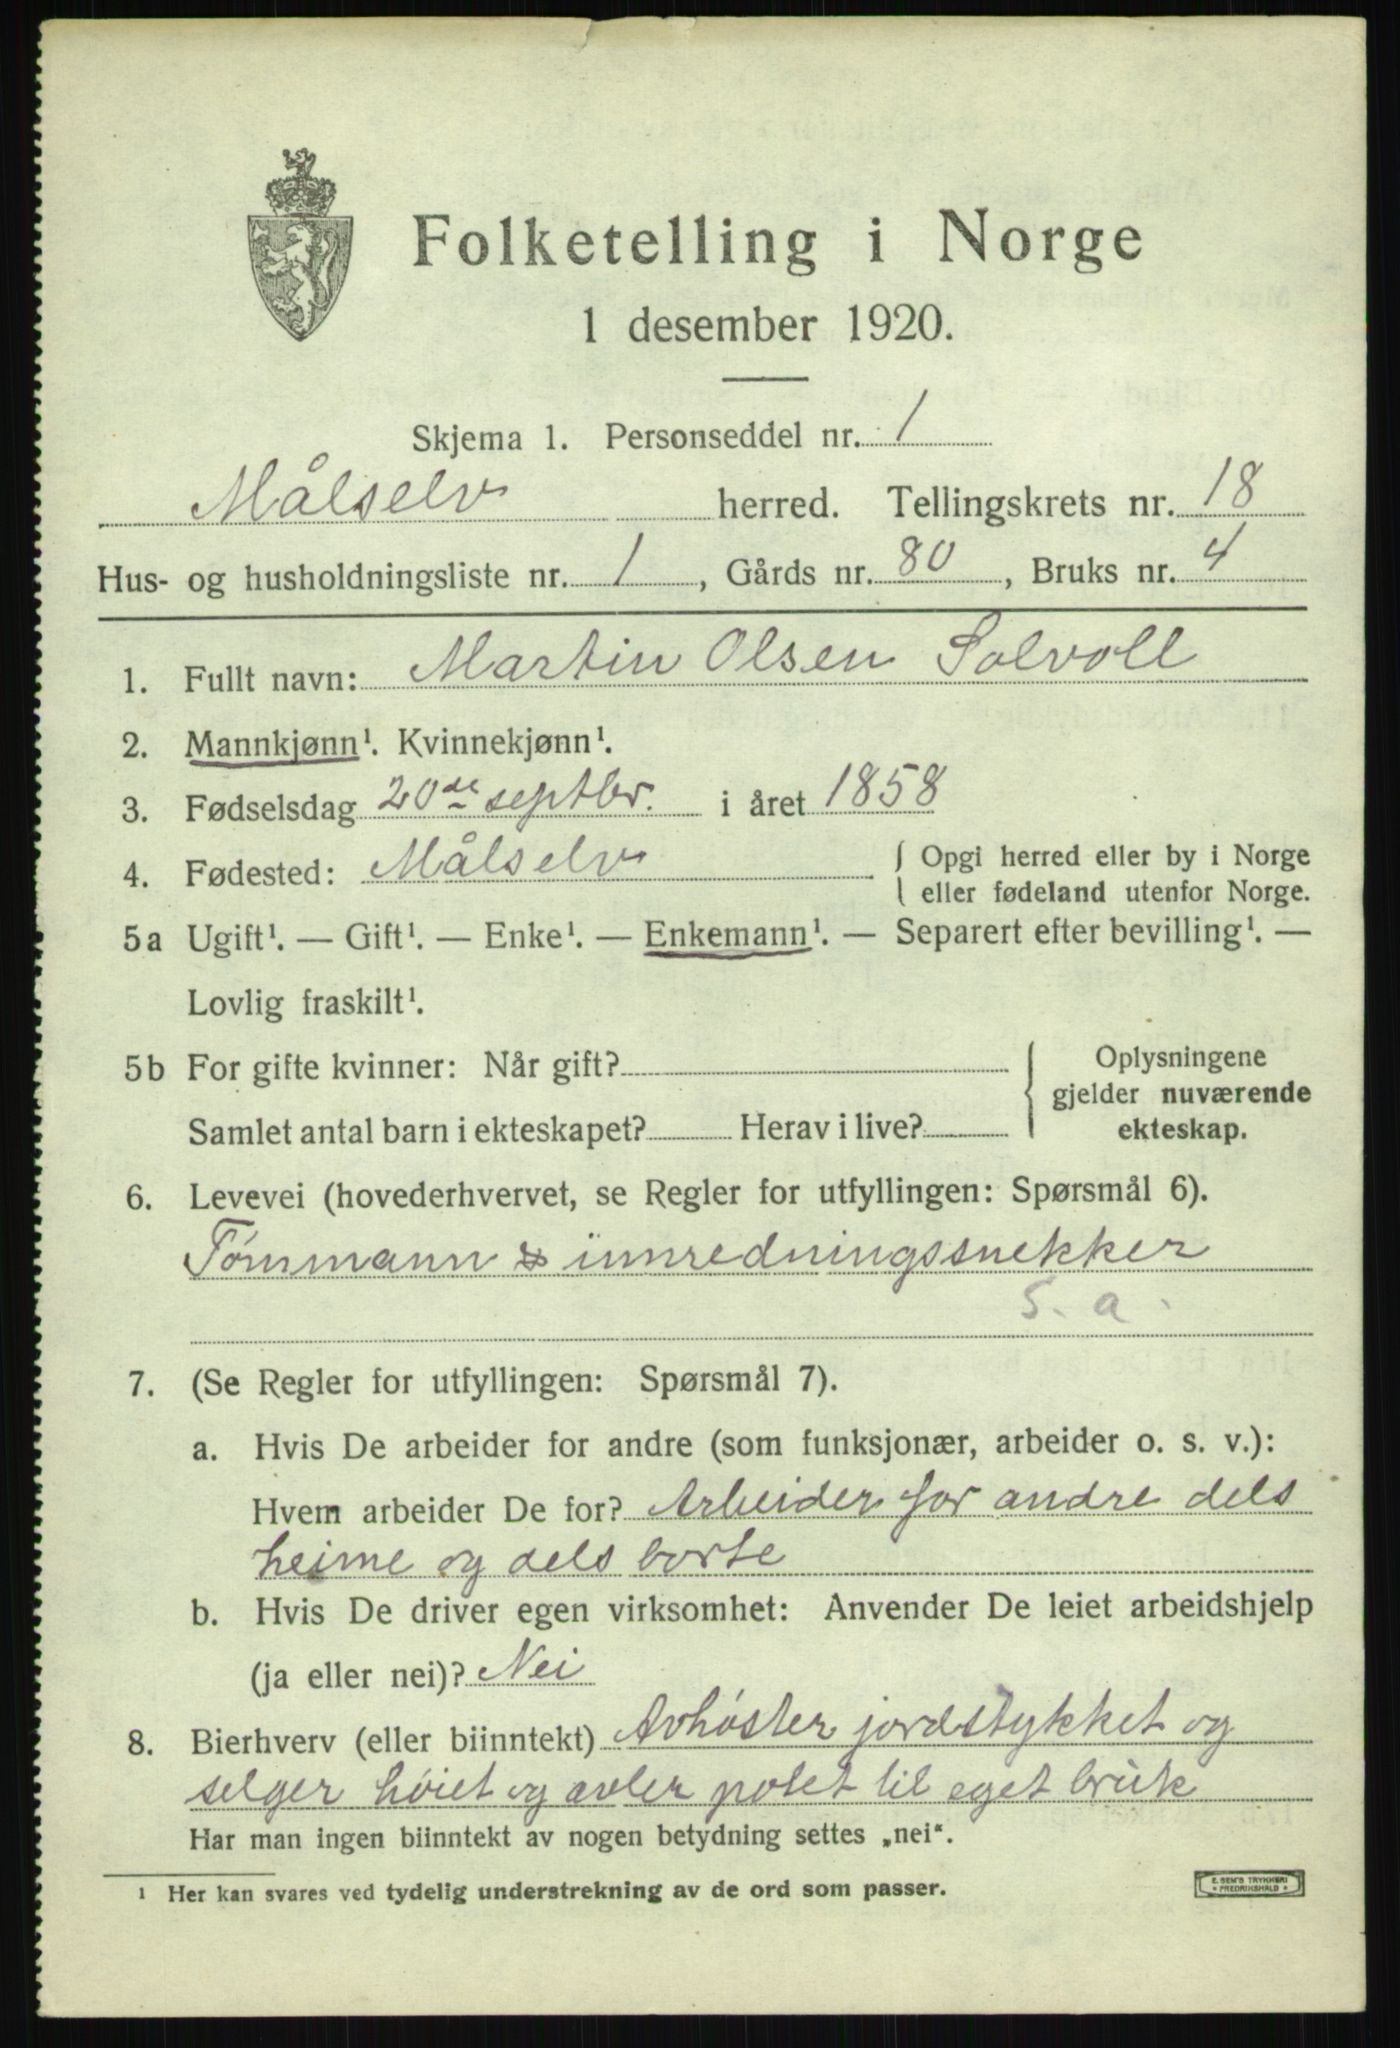 Folketelling i Norge
1 desember 1920.
Skjema 1. Personseddel nr. 1
Målselv herred. Tellingskrets nr. 18
Hus- og husholdningsliste nr. 1, Gårds nr. 80, Bruks nr. 4
1. Fullt navn: Martin Olsen Solvoll
2. Mannkjønn¹. Kvinnekjønn¹.
3. Fødselsdag 20de septbr. i året 1858
4. Fødested: Målselv { Opgi herred eller by i Norge
eller fødeland utenfor Norge.
5a Ugift¹. — Gift¹. — Enke¹. — Enkemann¹. — Separert efter bevilling¹. —
Lovlig fraskilt¹.
5b For gifte kvinner: Når gift? { Oplysningene
gjelder nuværende
Samlet antal barn i ekteskapet? Herav i live? ekteskap.
6. Levevei (hovederhvervet, se Regler for utfyllingen: Spørsmål 6).
Tømmann & innredningssnekker
S. a.
7. (Se Regler for utfyllingen: Spørsmål 7).
a. Hvis De arbeider for andre (som funksjonær, arbeider o. s. v.):
Hvem arbeider De for? Arbeider for andre dels
heime og dels borte
b. Hvis De driver egen virksomhet: Anvender De leiet arbeidshjelp
(ja eller nei)? Nei
8. Bierhverv (eller biinntekt) Avhøster jordstykket og
selger høiet og avler potet til eget bruk
Har man ingen biinntekt av nogen betydning settes „nei“.
¹ Her kan svares ved tydelig understrekning av de ord som passer.
E. SEM'S TRYKKERI
FREDRIKSHALD